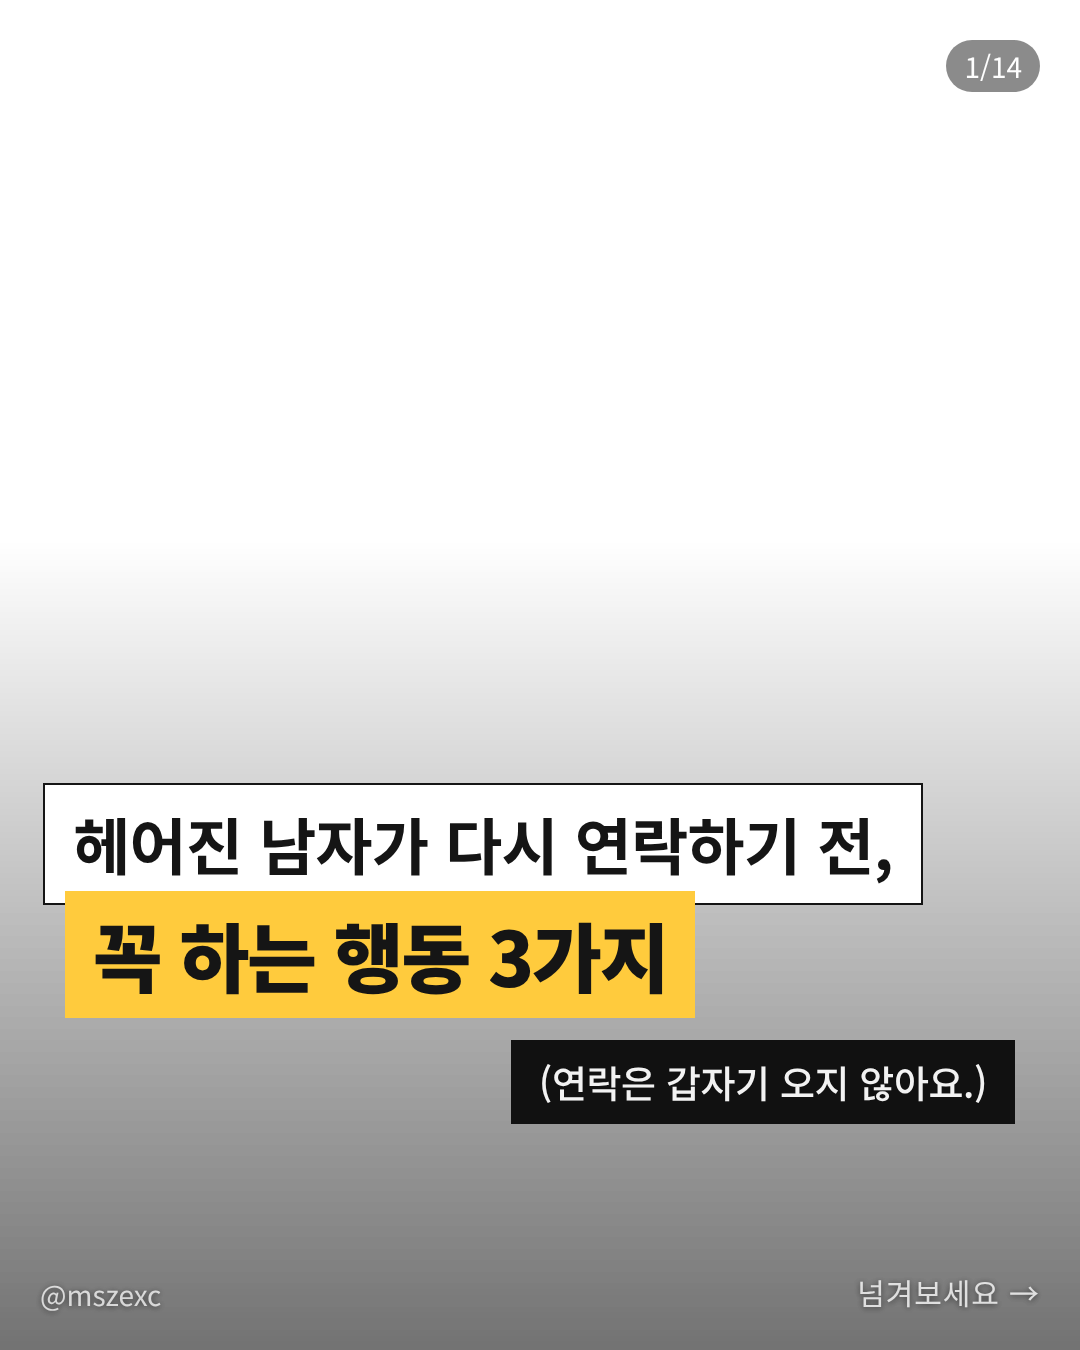 1/14
헤어진 남자가 다시 연락하기 전,
꼭 하는 행동 3가지
(연락은 갑자기 오지 않아요.)
@mszexc
넘겨보세요 →